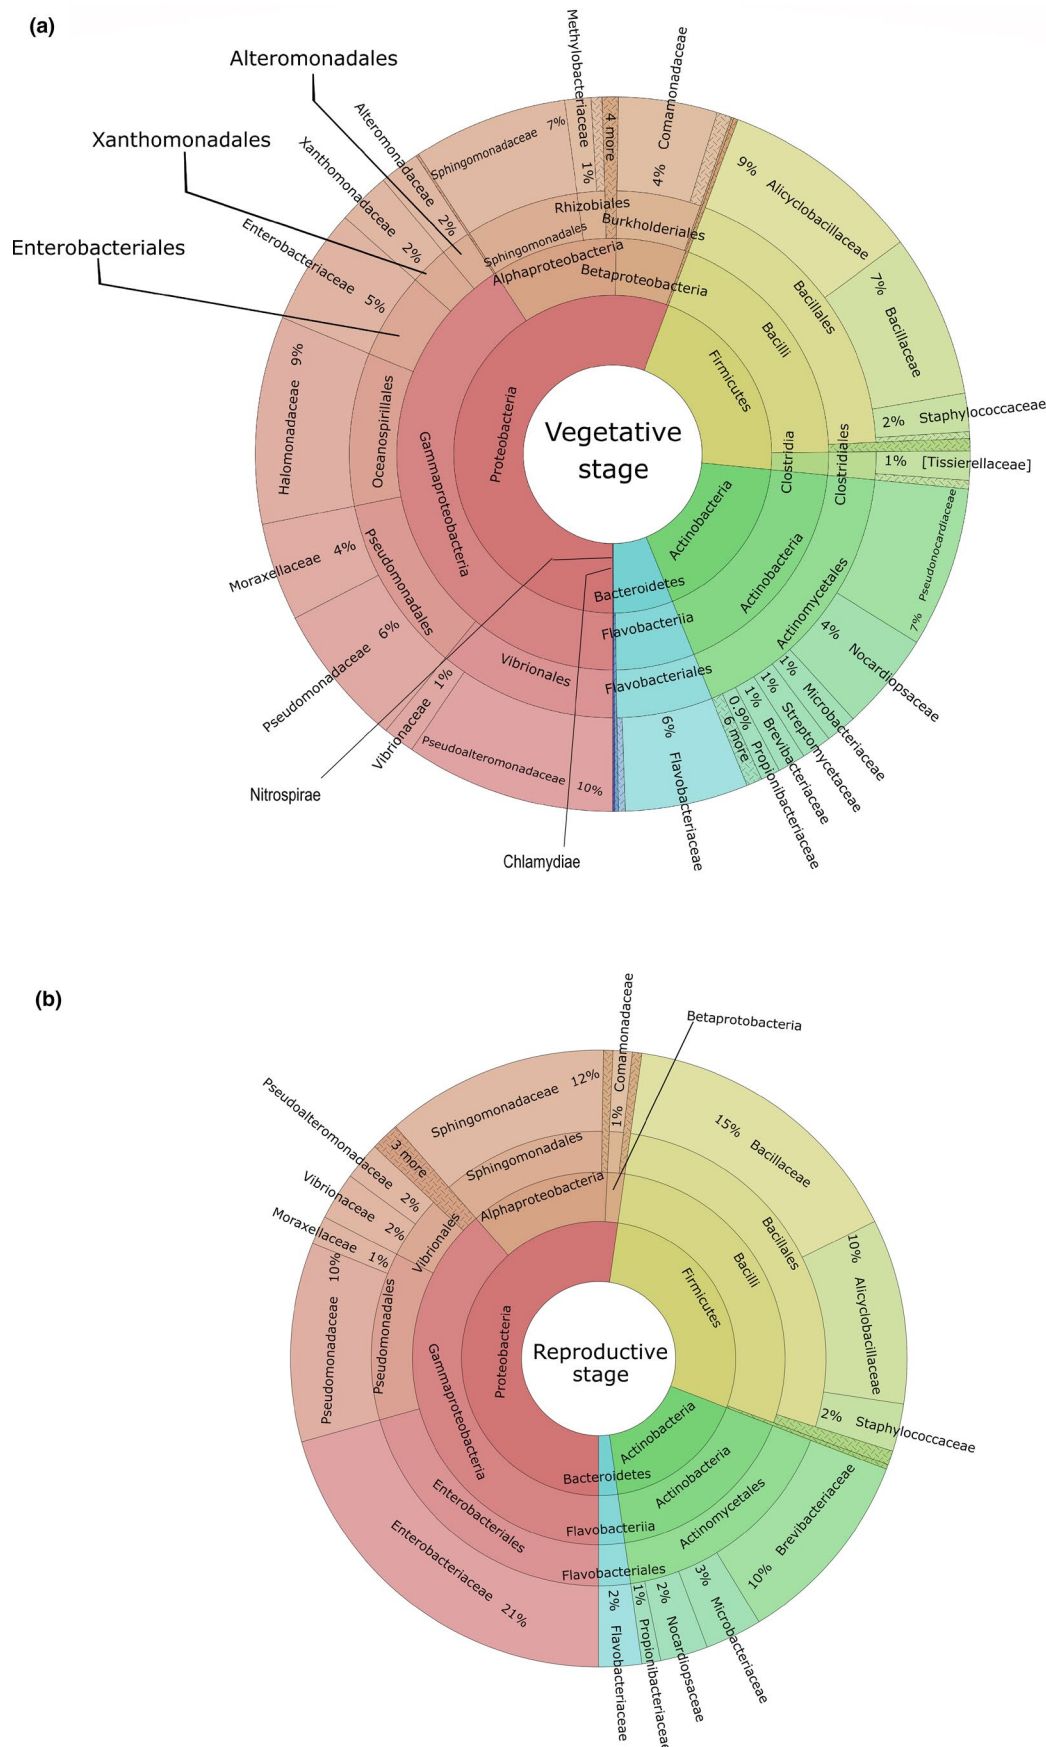 (a)
Alteromonadales
Xanthomonadales
Enterobacteriales
Alteromonadaceae 2%
Xanthomonadaceae 2%
Enterobacteriaceae 5%
Halomonadaceae 9%
Moraxellaceae 4%
Pseudomonadaceae 6%
Vibrionaceae 1%
Pseudoalteromonadaceae 10%
Sphingomonadaceae 7%
Methylobacteriaceae 1%
4 more
4% Comamonadaceae
9% Alicyclobacillaceae
7% Bacillaceae
2% Staphylococcaceae
1% [Tissierellaceae]
7% Pseudonocardiaceae
4% Nocardiopsaceae
1% Microbacteriaceae
1% Streptomycetaceae
1% Brevibacteriaceae
0.9% Propionibacteriaceae
6 more
6% Flavobacteriaceae
Rhizobiales
Sphingomonadales
Burkholderiales
Alphaproteobacteria
Betaproteobacteria
Bacillales
Bacilli
Firmicutes
Clostridia
Clostridiales
Actinobacteria
Actinobacteria
Actinomycetales
Bacteroidetes
Flavobacteriia
Flavobacteriales
Proteobacteria
Gammaproteobacteria
Oceanospirillales
Pseudomonadales
Vibrionales
Vegetative
stage
Nitrospirae
Chlamydiae
(b)
Betaprotobacteria
1% Comamonadaceae
Sphingomonadaceae 12%
3 more
Pseudoalteromonadaceae 2%
Vibrionaceae 2%
Moraxellaceae 1%
Pseudomonadaceae 10%
Enterobacteriaceae 21%
15% Bacillaceae
10% Alicyclobacillaceae
2% Staphylococcaceae
10% Brevibacteriaceae
3% Microbacteriaceae
2% Nocardiopsaceae
1% Propionibacteriaceae
2% Flavobacteriaceae
Sphingomonadales
Alphaproteobacteria
Vibrionales
Pseudomonadales
Gammaproteobacteria
Enterobacteriales
Proteobacteria
Bacillales
Bacilli
Firmicutes
Actinobacteria
Actinobacteria
Actinomycetales
Bacteroidetes
Flavobacteriia
Flavobacteriales
Reproductive
stage